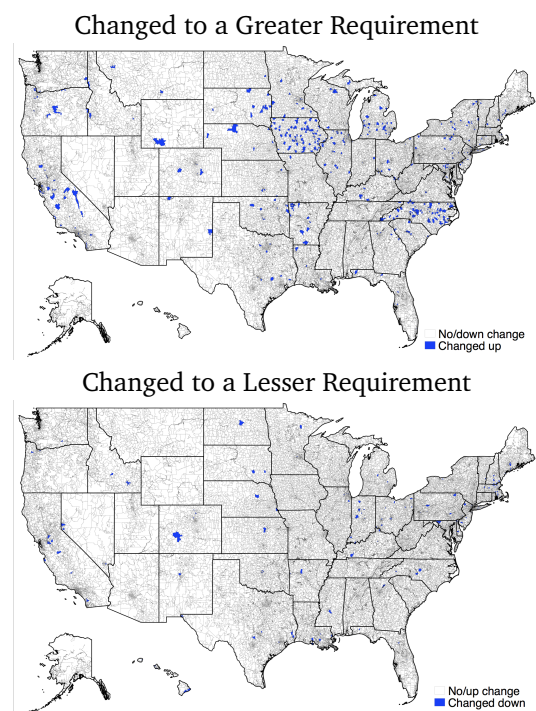 Changed to a Greater Requirement
No/down change
Changed up
Changed to a Lesser Requirement
No/up change
Changed down